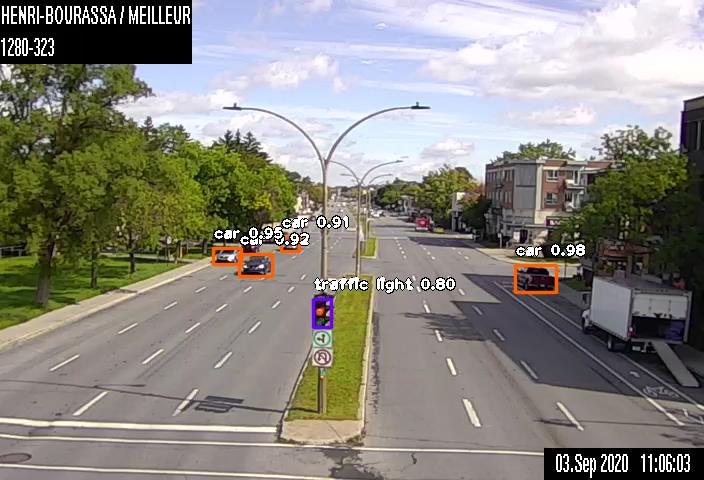 HENRI-BOURASSA / MEILLEUR
1280-323
car 0.91
car 0.95
car 0.92
car 0.98
traffic light 0.80
03.Sep 2020 11:06:03